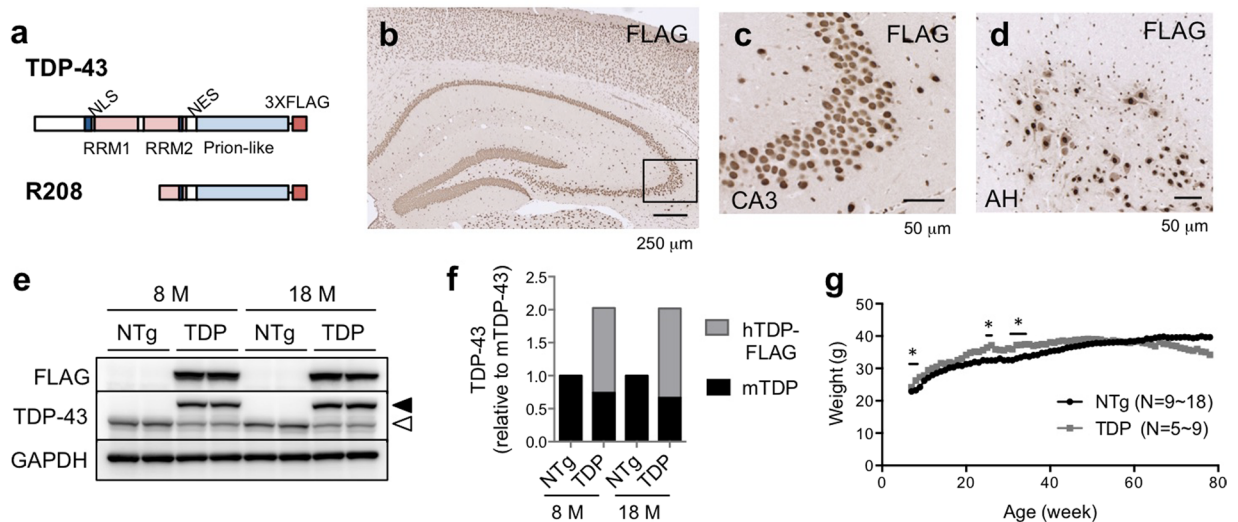 a
TDP-43
NLS
NES
3XFLAG
RRM1
RRM2
Prion-like
R208
b
FLAG
250 μm
c
FLAG
CA3
50 μm
d
FLAG
AH
50 μm
e
8 M
18 M
NTg
TDP
NTg
TDP
FLAG
TDP-43
GAPDH
f
TDP-43
(relative to mTDP-43)
2.5
2.0
1.5
1.0
0.5
0.0
NTg
TDP
NTg
TDP
8 M
18 M
hTDP-
FLAG
mTDP
g
Weight (g)
50
40
30
20
10
0
*
*
*
NTg (N=9~18)
TDP (N=5~9)
0
20
40
60
80
Age (week)